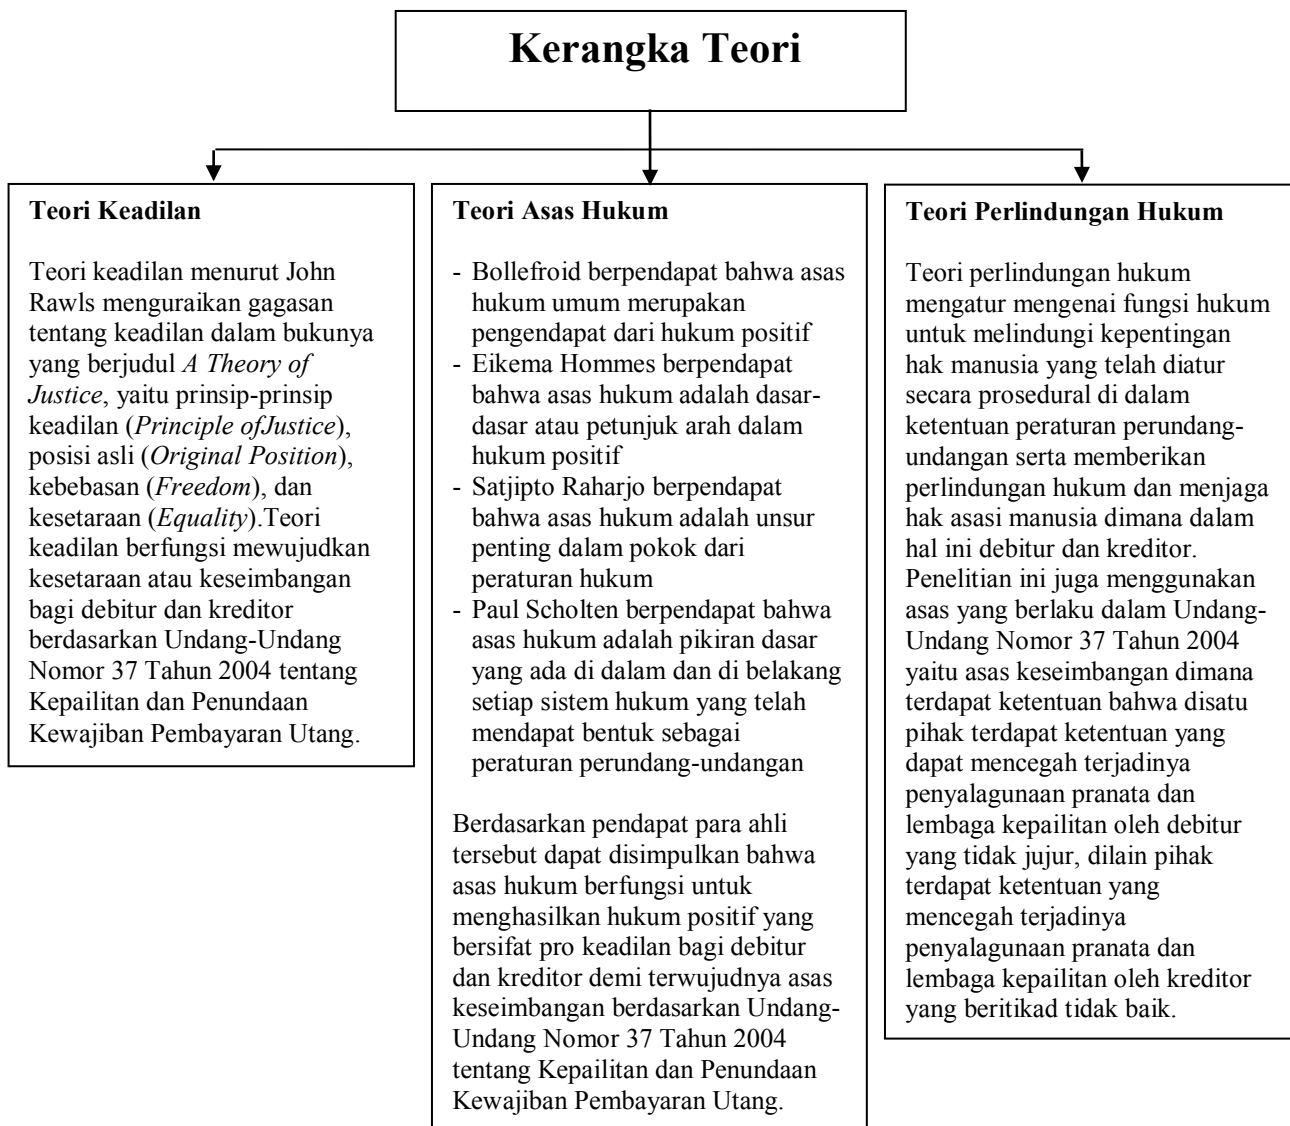 Kerangka Teori
Teori Keadilan
Teori keadilan menurut John
Rawls menguraikan gagasan
tentang keadilan dalam bukunya
yang berjudul A Theory of
Justice, yaitu prinsip-prinsip
keadilan (Principle ofJustice),
posisi asli (Original Position),
kebebasan (Freedom), dan
kesetaraan (Equality).Teori
keadilan berfungsi mewujudkan
kesetaraan atau keseimbangan
bagi debitur dan kreditor
berdasarkan Undang-Undang
Nomor 37 Tahun 2004 tentang
Kepailitan dan Penundaan
Kewajiban Pembayaran Utang.
Teori Asas Hukum
- Bollefroid berpendapat bahwa asas
hukum umum merupakan
pengendapat dari hukum positif
- Eikema Hommes berpendapat
bahwa asas hukum adalah dasar-
dasar atau petunjuk arah dalam
hukum positif
- Satjipto Raharjo berpendapat
bahwa asas hukum adalah unsur
penting dalam pokok dari
peraturan hukum
- Paul Scholten berpendapat bahwa
asas hukum adalah pikiran dasar
yang ada di dalam dan di belakang
setiap sistem hukum yang telah
mendapat bentuk sebagai
peraturan perundang-undangan
Berdasarkan pendapat para ahli
tersebut dapat disimpulkan bahwa
asas hukum berfungsi untuk
menghasilkan hukum positif yang
bersifat pro keadilan bagi debitur
dan kreditor demi terwujudnya asas
keseimbangan berdasarkan Undang-
Undang Nomor 37 Tahun 2004
tentang Kepailitan dan Penundaan
Kewajiban Pembayaran Utang.
Teori Perlindungan Hukum
Teori perlindungan hukum
mengatur mengenai fungsi hukum
untuk melindungi kepentingan
hak manusia yang telah diatur
secara prosedural di dalam
ketentuan peraturan perundang-
undangan serta memberikan
perlindungan hukum dan menjaga
hak asasi manusia dimana dalam
hal ini debitur dan kreditor.
Penelitian ini juga menggunakan
asas yang berlaku dalam Undang-
Undang Nomor 37 Tahun 2004
yaitu asas keseimbangan dimana
terdapat ketentuan bahwa disatu
pihak terdapat ketentuan yang
dapat mencegah terjadinya
penyalagunaan pranata dan
lembaga kepailitan oleh debitur
yang tidak jujur, dilain pihak
terdapat ketentuan yang
mencegah terjadinya
penyalagunaan pranata dan
lembaga kepailitan oleh kreditor
yang beritikad tidak baik.